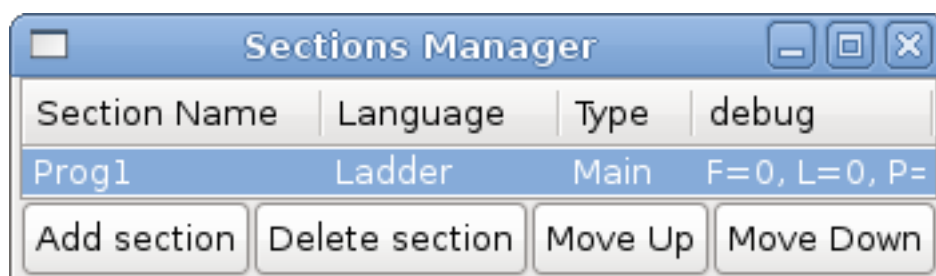 Sections Manager
Section Name Language Type debug
Prog1 Ladder Main F=0, L=0, P=
Add section Delete section Move Up Move Down